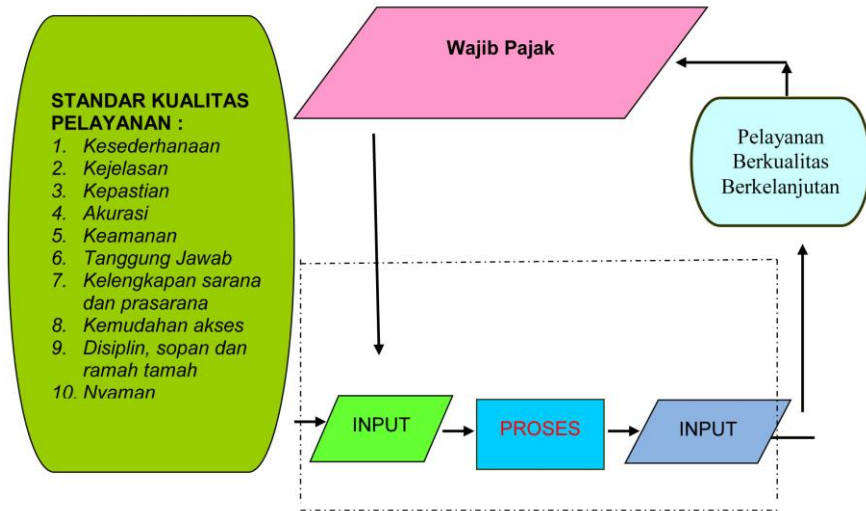 STANDAR KUALITAS
PELAYANAN :
1. Kesederhanaan
2. Kejelasan
3. Kepastian
4. Akurasi
5. Keamanan
6. Tanggung Jawab
7. Kelengkapan sarana
dan prasarana
8. Kemudahan akses
9. Disiplin, sopan dan
ramah tamah
10. Nyaman
Wajib Pajak
Pelayanan
Berkualitas
Berkelanjutan
INPUT
PROSES
INPUT